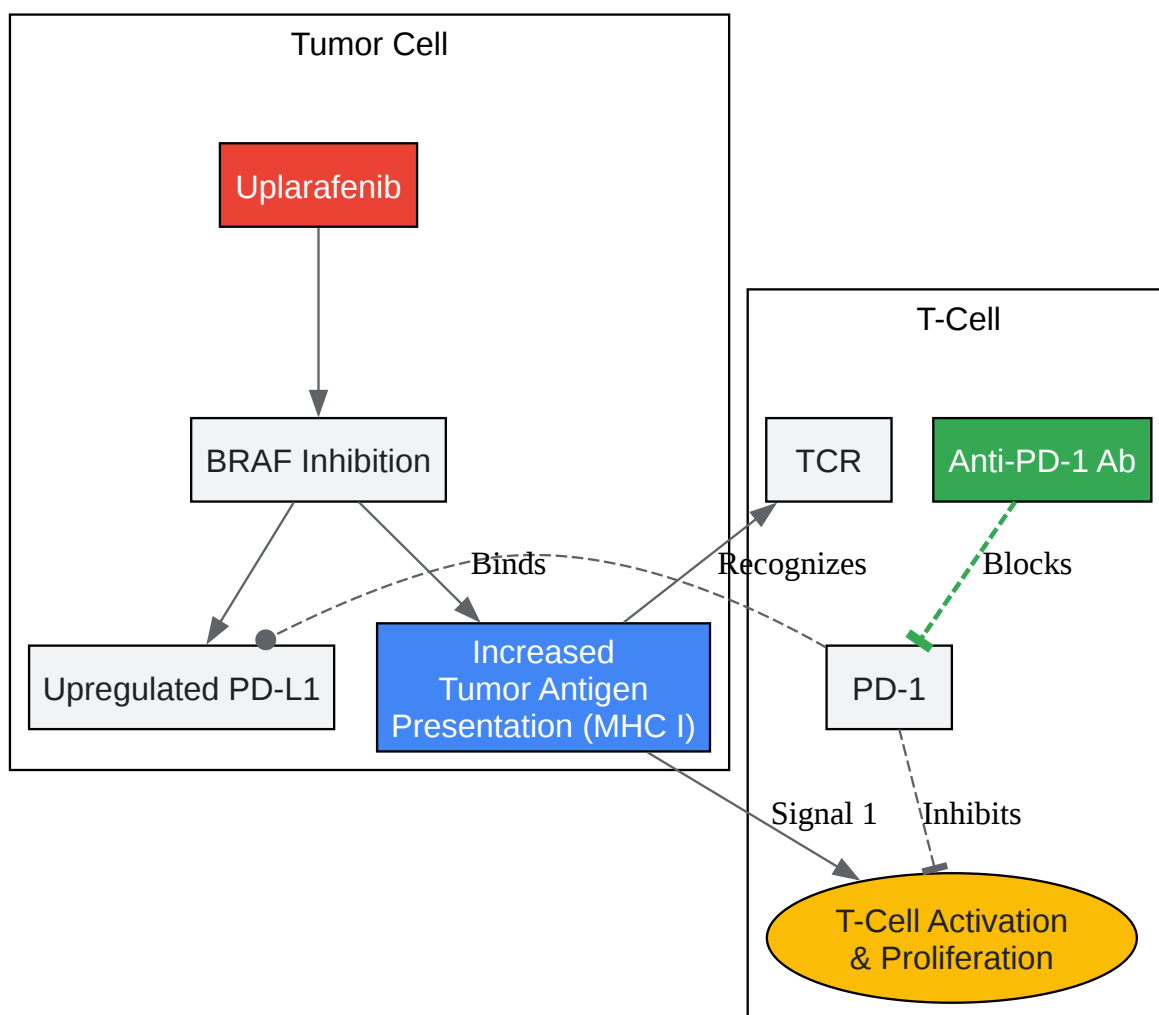 Tumor Cell
Uplarafenib
T-Cell
BRAF Inhibition
TCR
Anti-PD-1 Ab
Binds
Recognizes
Blocks
Upregulated PD-L1
Increased
Tumor Antigen
Presentation (MHC I)
PD-1
Signal 1
Inhibits
T-Cell Activation
& Proliferation